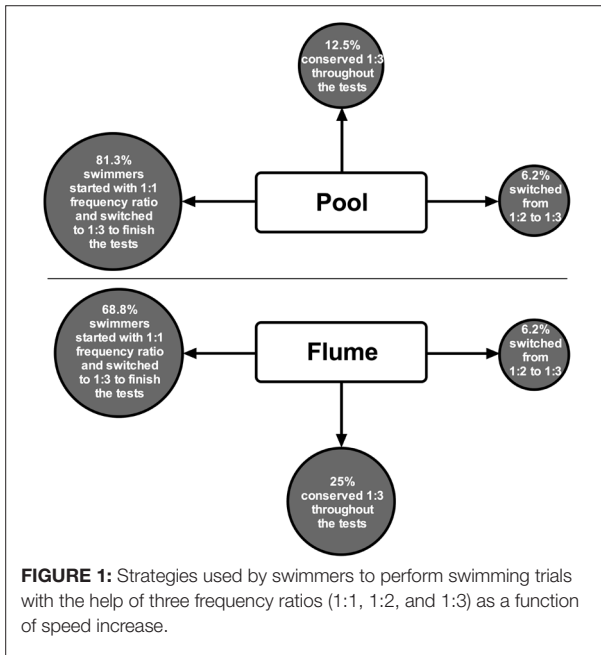 12.5%
conserved 1:3
throughout
the tests
81.3%
swimmers
started with 1:1
frequency ratio
and switched
to 1:3 to finish
the tests
Pool
6.2%
switched
from
1:2 to 1:3
68.8%
swimmers
started with 1:1
frequency ratio
and switched
to 1:3 to finish
the tests
Flume
6.2%
switched
from
1:2 to 1:3
25%
conserved 1:3
throughout
the tests
FIGURE 1: Strategies used by swimmers to perform swimming trials
with the help of three frequency ratios (1:1, 1:2, and 1:3) as a function
of speed increase.